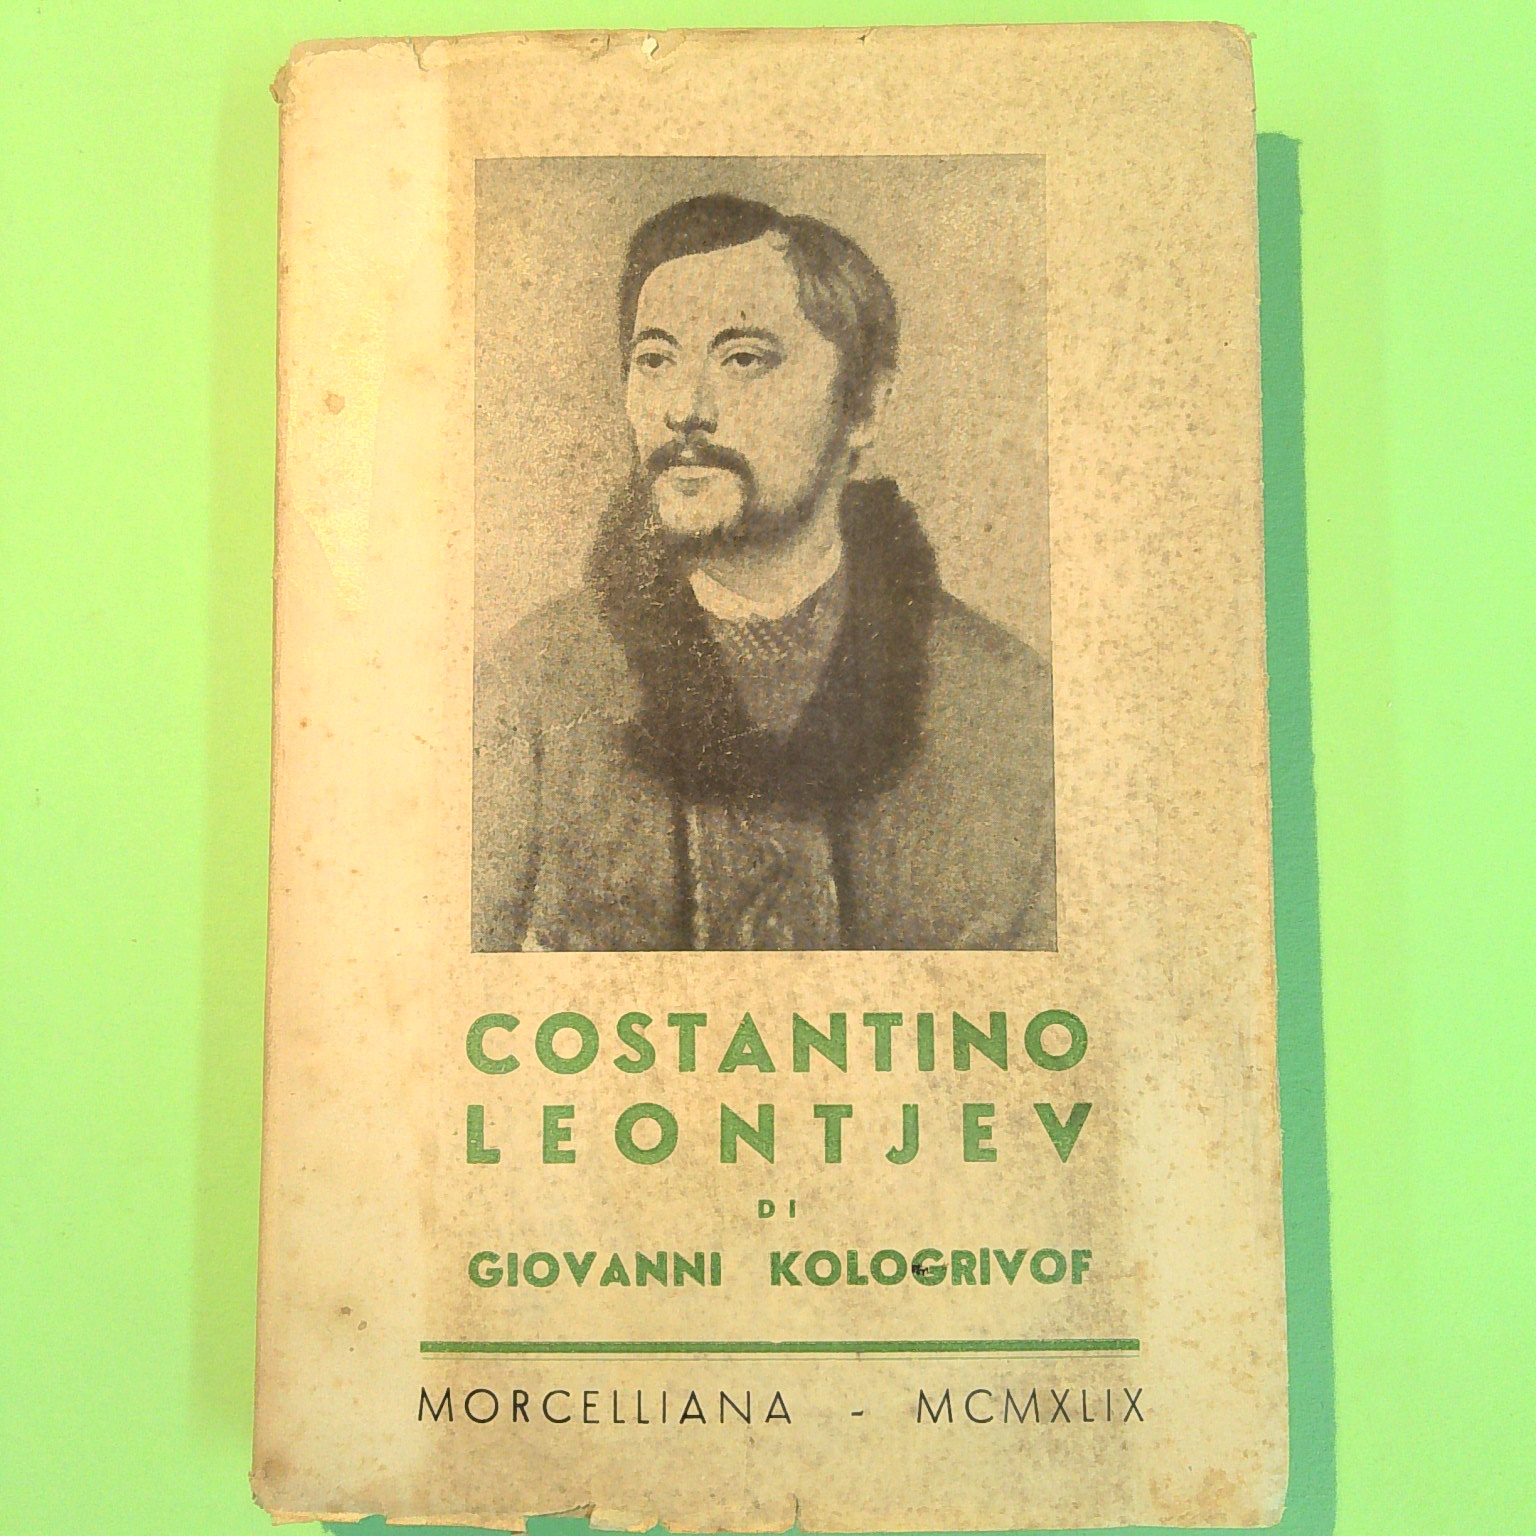 COSTANTINO
LEONTJEV
DI
GIOVANNI KOLOGRIVOF
MORCELLIANA - MCMXLIX